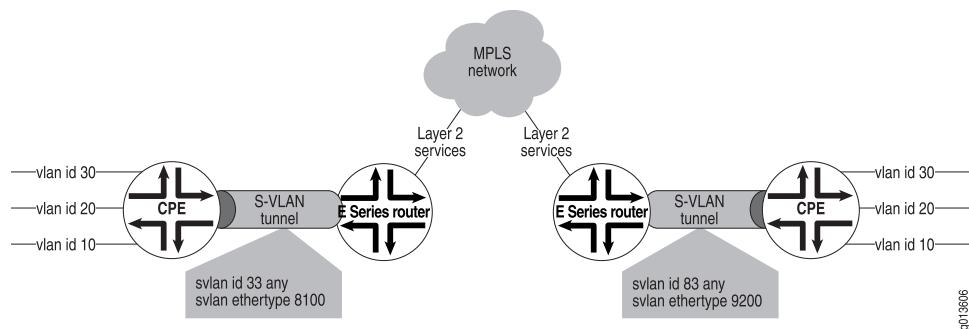 MPLS
network
Layer 2
services
Layer 2
services
vlan id 30
vlan id 20
vlan id 10
CPE
S-VLAN
tunnel
E Series router
E Series router
S-VLAN
tunnel
CPE
vlan id 30
vlan id 20
vlan id 10
svlan id 33 any
svlan ethertype 8100
svlan id 83 any
svlan ethertype 9200
g013606